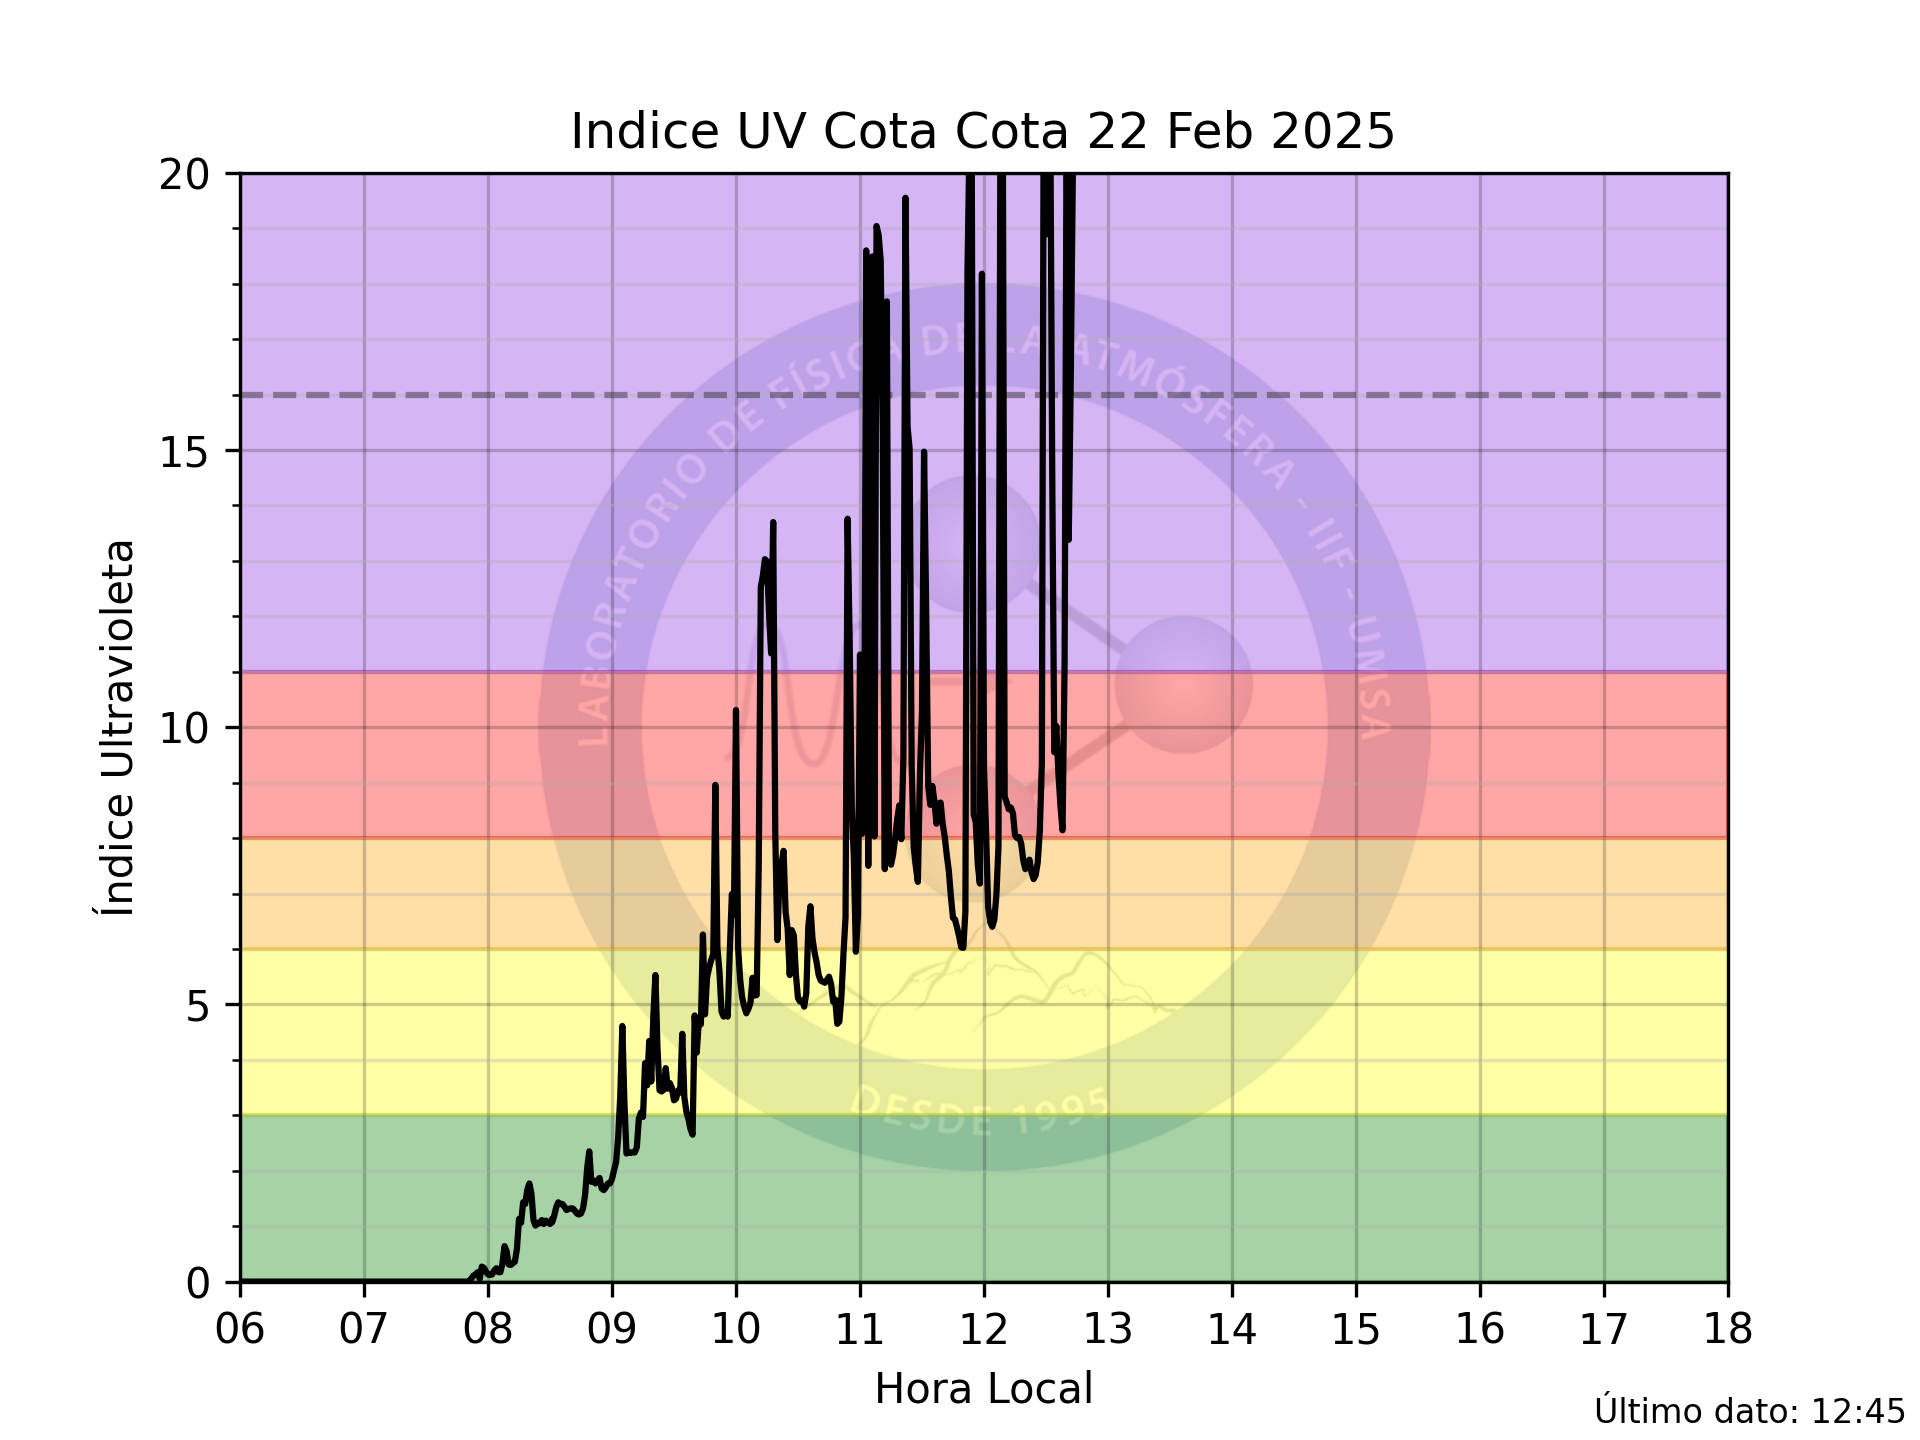 Indice UV Cota Cota 22 Feb 2025
20
15
10
5
0
Índice Ultravioleta
LABORATORIO DE FÍSICA DE LA ATMÓSFERA - IIF - UMSA
DESDE 1995
06 07 08 09 10 11 12 13 14 15 16 17 18
Hora Local
Último dato: 12:45